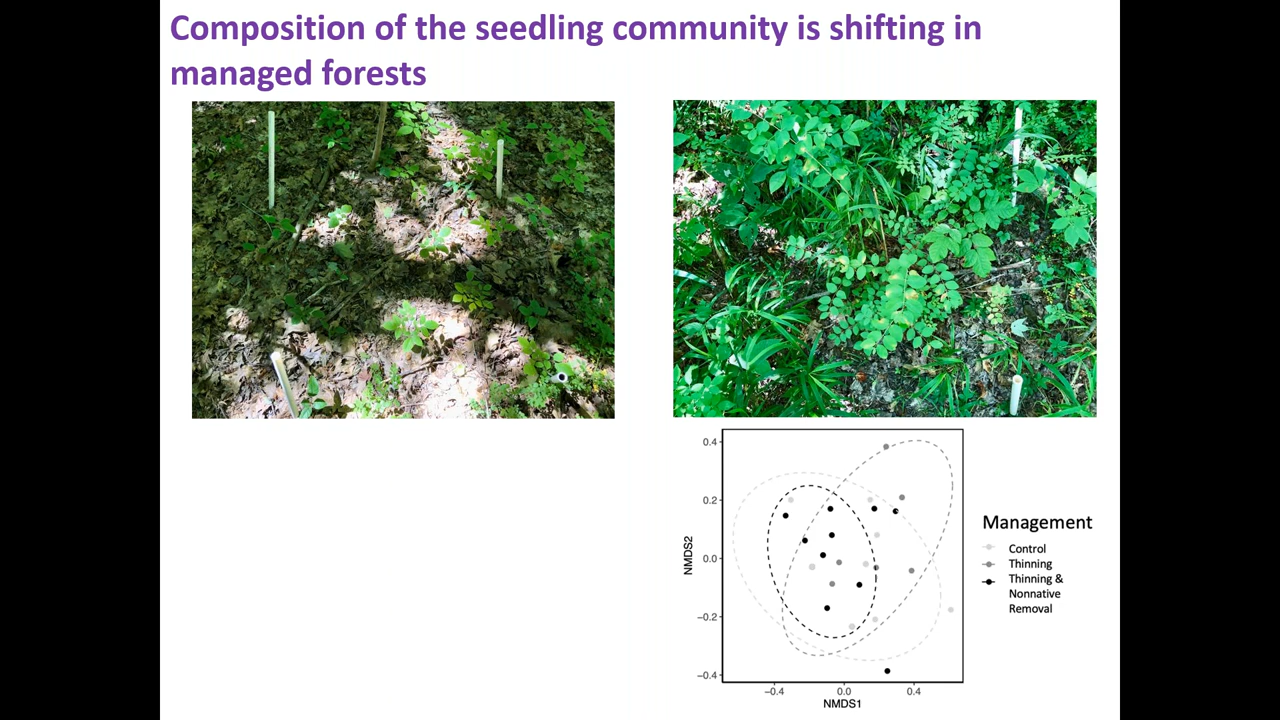 Composition of the seedling community is shifting in
managed forests
0.4
0.2
0.0
−0.2
−0.4
NMDS2
−0.4
0.0
0.4
NMDS1
Management
Control
Thinning
Thinning &
Nonnative
Removal